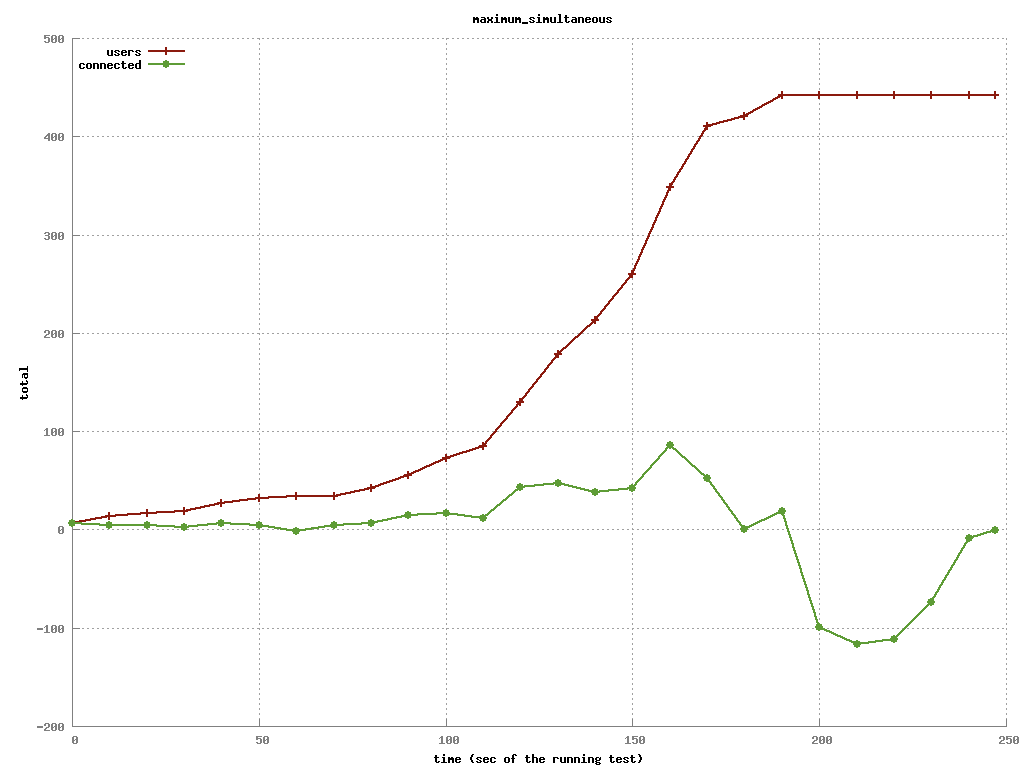 maximum_simultaneous
500
users
connected
400
300
200
total
100
0
-100
-200
0 50 100 150 200 250
time (sec of the running test)